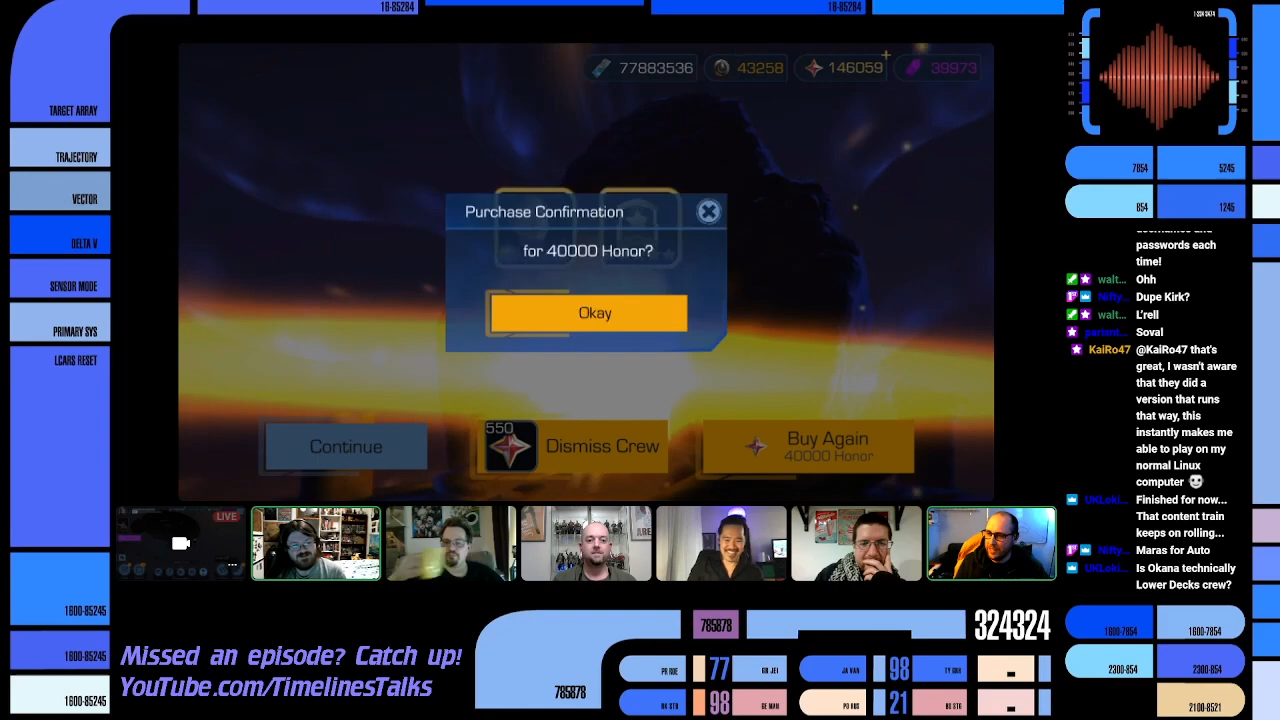 16-85284
16-85284
TARGET ARRAY
TRAJECTORY
VECTOR
DELTA V
SENSOR MODE
PRIMARY SYS
LCARS RESET
1600-85245
1600-85245
1600-85245
77883536
43258
146059
39973
Purchase Confirmation
for 40000 Honor?
Okay
Continue
550
Dismiss Crew
Buy Again
40000 Honor
LIVE
Missed an episode? Catch up!
YouTube.com/TimelinesTalks
785878
785878
324324
77
98
98
21
7854
5245
854
1245
passwords each
time!
walt... Ohh
Nifty... Dupe Kirk?
walt... L'rell
Soval
KaiRo47 @KaiRo47 that's
great, I wasn't aware
that they did a
version that runs
that way, this
instantly makes me
able to play on my
normal Linux
computer
UKLoki... Finished for now...
That content train
keeps on rolling...
Nifty... Maras for Auto
UKLoki... Is Okana technically
Lower Decks crew?
1600-7854
1600-7854
2300-854
2300-854
2100-8521